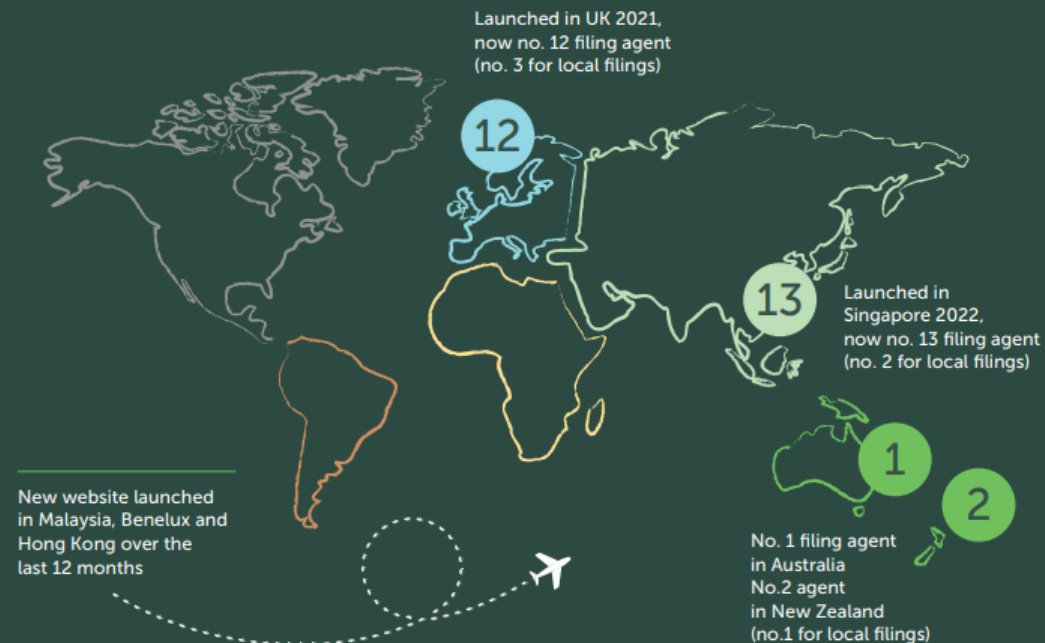 Launched in UK 2021,
now no. 12 filing agent
(no. 3 for local filings)
12
13
Launched in
Singapore 2022,
now no. 13 filing agent
(no. 2 for local filings)
1
2
New website launched
in Malaysia, Benelux and
Hong Kong over the
last 12 months
No. 1 filing agent
in Australia
No.2 agent
in New Zealand
(no.1 for local filings)